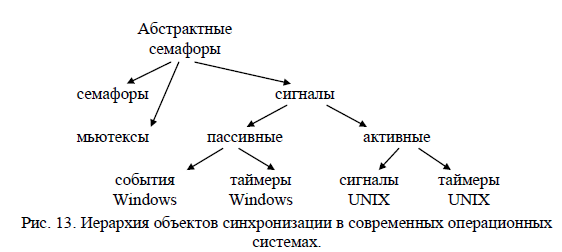 Абстрактные
семафоры
семафоры
сигналы
мьютексы
пассивные
активные
события
Windows
таймеры
Windows
сигналы
UNIX
таймеры
UNIX
Рис. 13. Иерархия объектов синхронизации в современных операционных
системах.